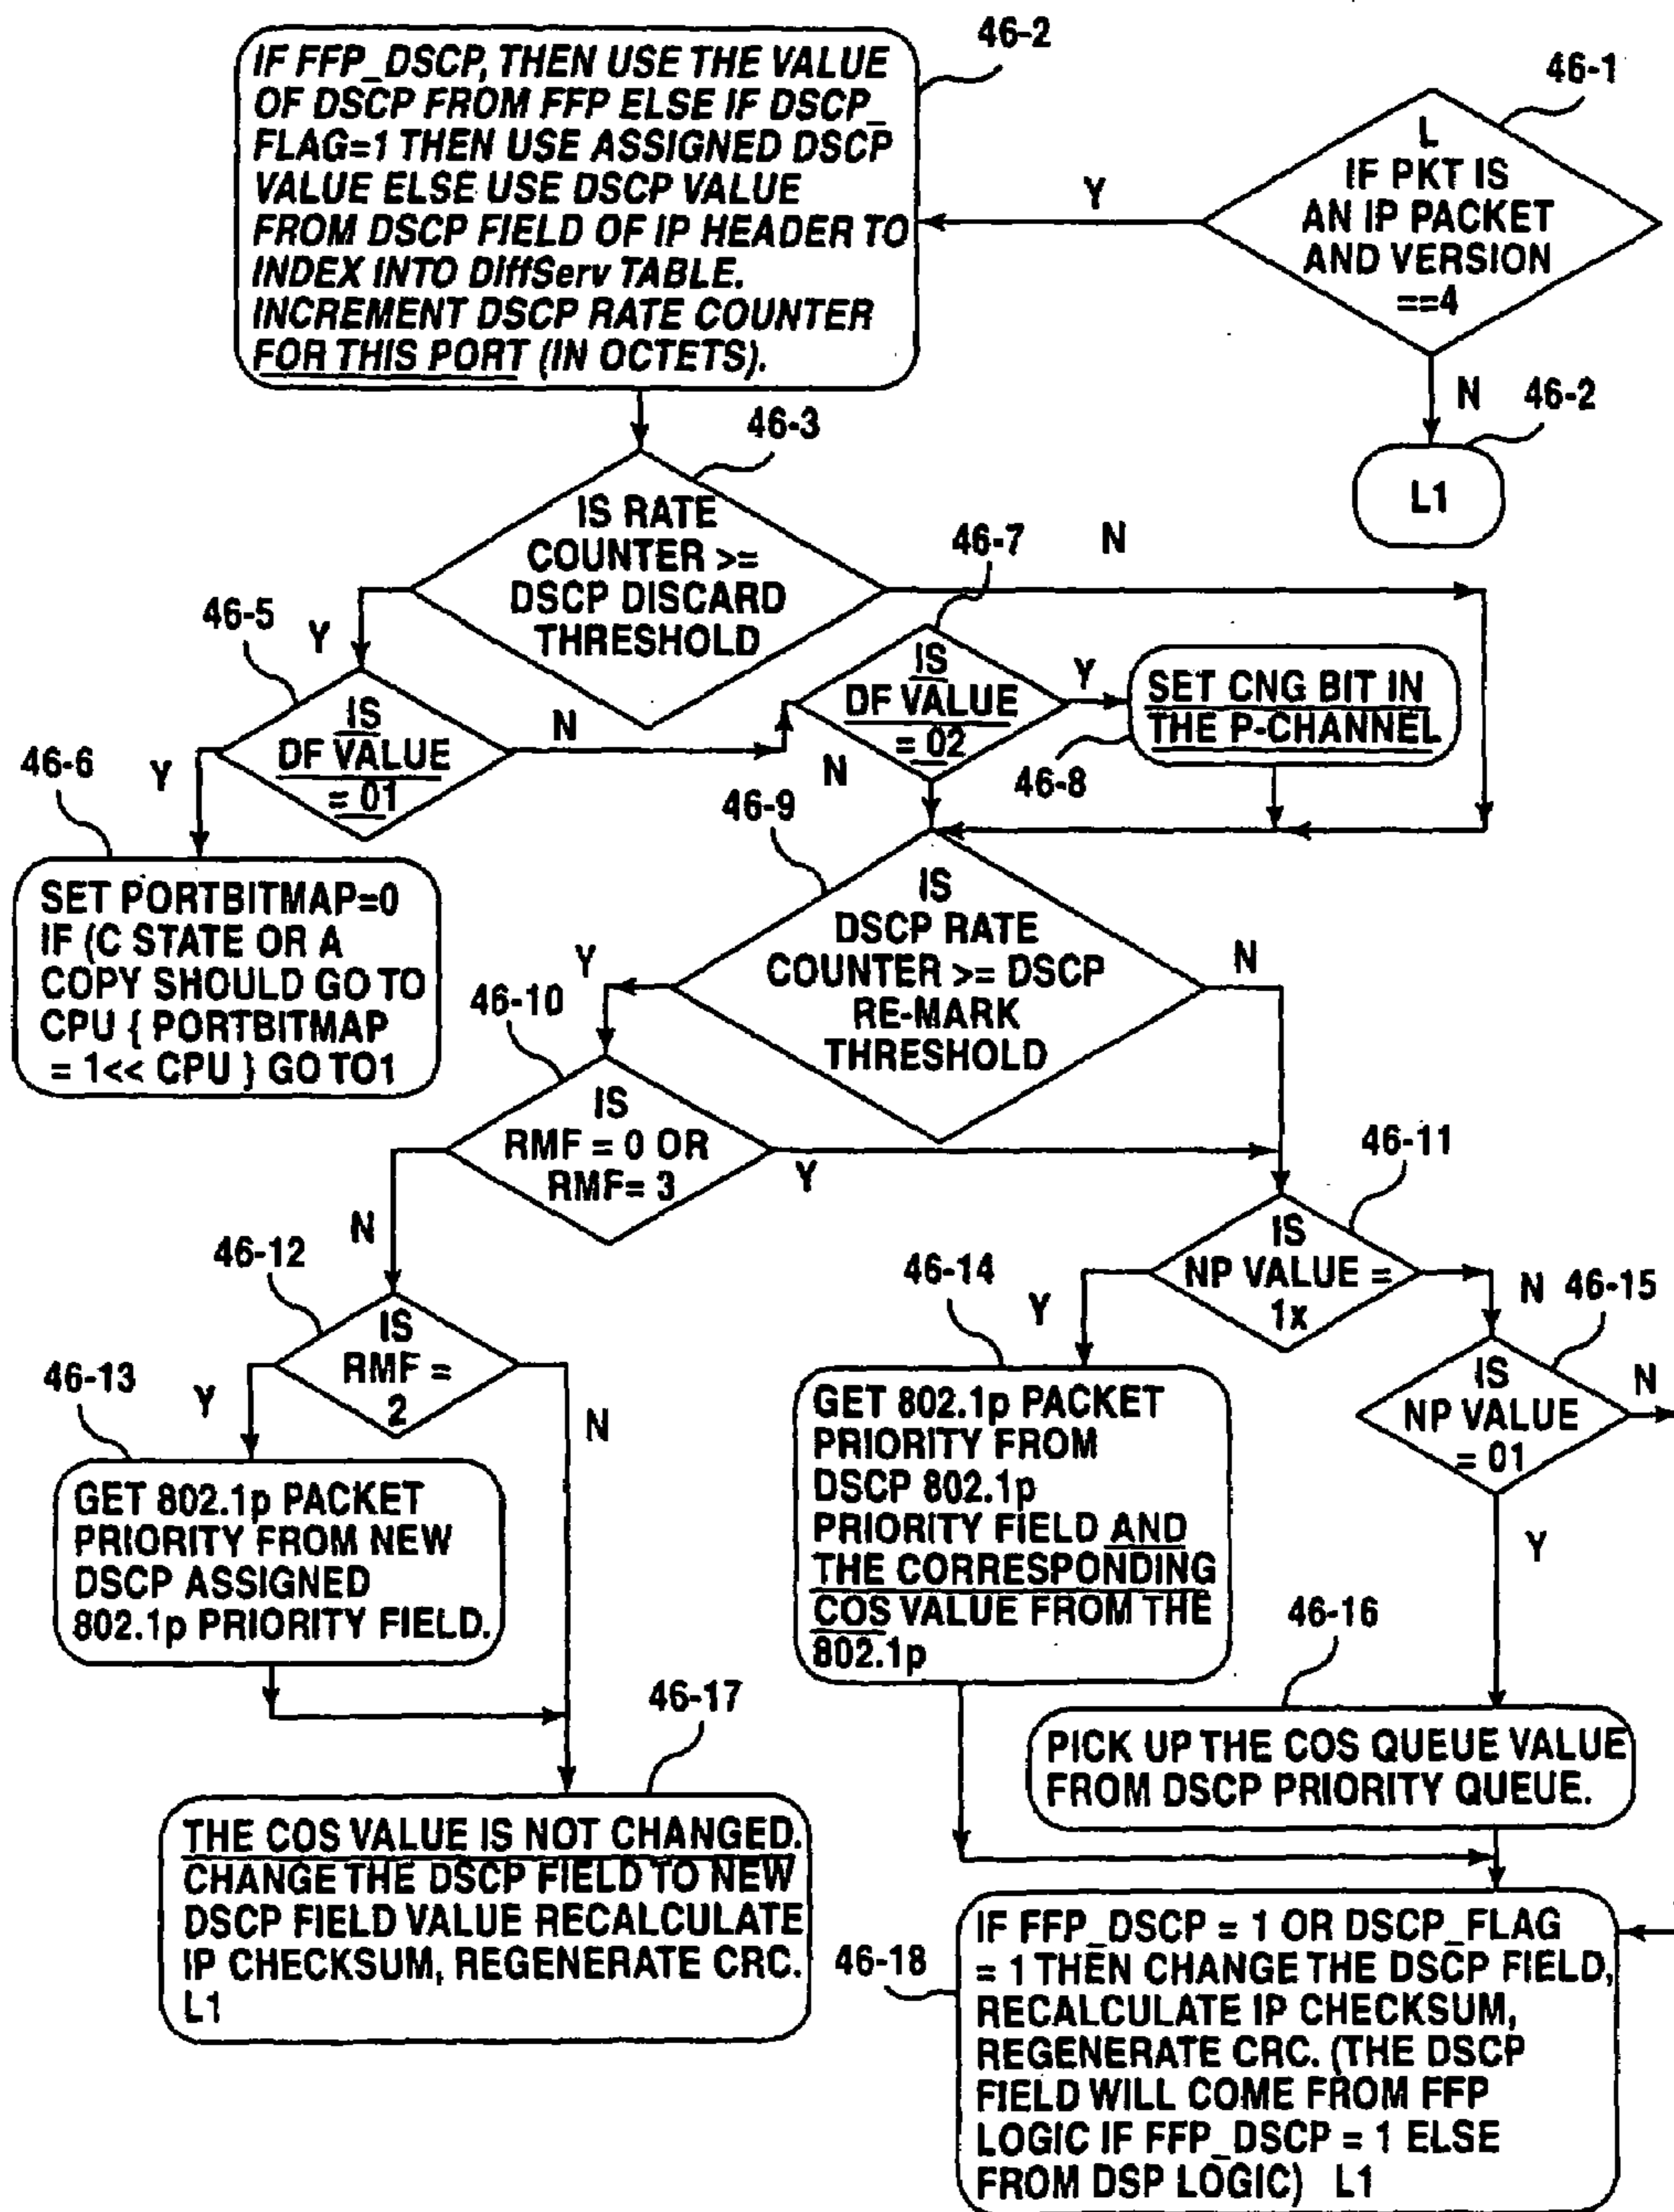 46-2
IF FFP_DSCP, THEN USE THE VALUE
OF DSCP FROM FFP ELSE IF DSCP_
FLAG=1 THEN USE ASSIGNED DSCP
VALUE ELSE USE DSCP VALUE
FROM DSCP FIELD OF IP HEADER TO
INDEX INTO DiffServ TABLE.
INCREMENT DSCP RATE COUNTER
FOR THIS PORT (IN OCTETS).
46-1
L
IF PKT IS
AN IP PACKET
AND VERSION
==4
Y
N
46-2
L1
46-3
IS RATE
COUNTER >=
DSCP DISCARD
THRESHOLD
N
Y
46-5
IS
DF VALUE
= 01
N
Y
46-7
IS
DF VALUE
= 02
Y
N
46-8
SET CNG BIT IN
THE P-CHANNEL
46-6
SET PORTBITMAP=0
IF (C STATE OR A
COPY SHOULD GO TO
CPU { PORTBITMAP
= 1<< CPU } GO TO1
46-9
IS
DSCP RATE
COUNTER >= DSCP
RE-MARK
THRESHOLD
Y
N
46-10
IS
RMF = 0 OR
RMF= 3
Y
N
46-11
IS
NP VALUE =
1x
Y
N
46-12
IS
RMF =
2
Y
N
46-13
GET 802.1p PACKET
PRIORITY FROM NEW
DSCP ASSIGNED
802.1p PRIORITY FIELD.
46-14
GET 802.1p PACKET
PRIORITY FROM
DSCP 802.1p
PRIORITY FIELD AND
THE CORRESPONDING
COS VALUE FROM THE
802.1p
46-15
IS
NP VALUE
= 01
N
Y
46-16
PICK UP THE COS QUEUE VALUE
FROM DSCP PRIORITY QUEUE.
46-17
THE COS VALUE IS NOT CHANGED.
CHANGE THE DSCP FIELD TO NEW
DSCP FIELD VALUE RECALCULATE
IP CHECKSUM, REGENERATE CRC.
L1
46-18
IF FFP_DSCP = 1 OR DSCP_FLAG
= 1 THEN CHANGE THE DSCP FIELD,
RECALCULATE IP CHECKSUM,
REGENERATE CRC. (THE DSCP
FIELD WILL COME FROM FFP
LOGIC IF FFP_DSCP = 1 ELSE
FROM DSP LOGIC) L1